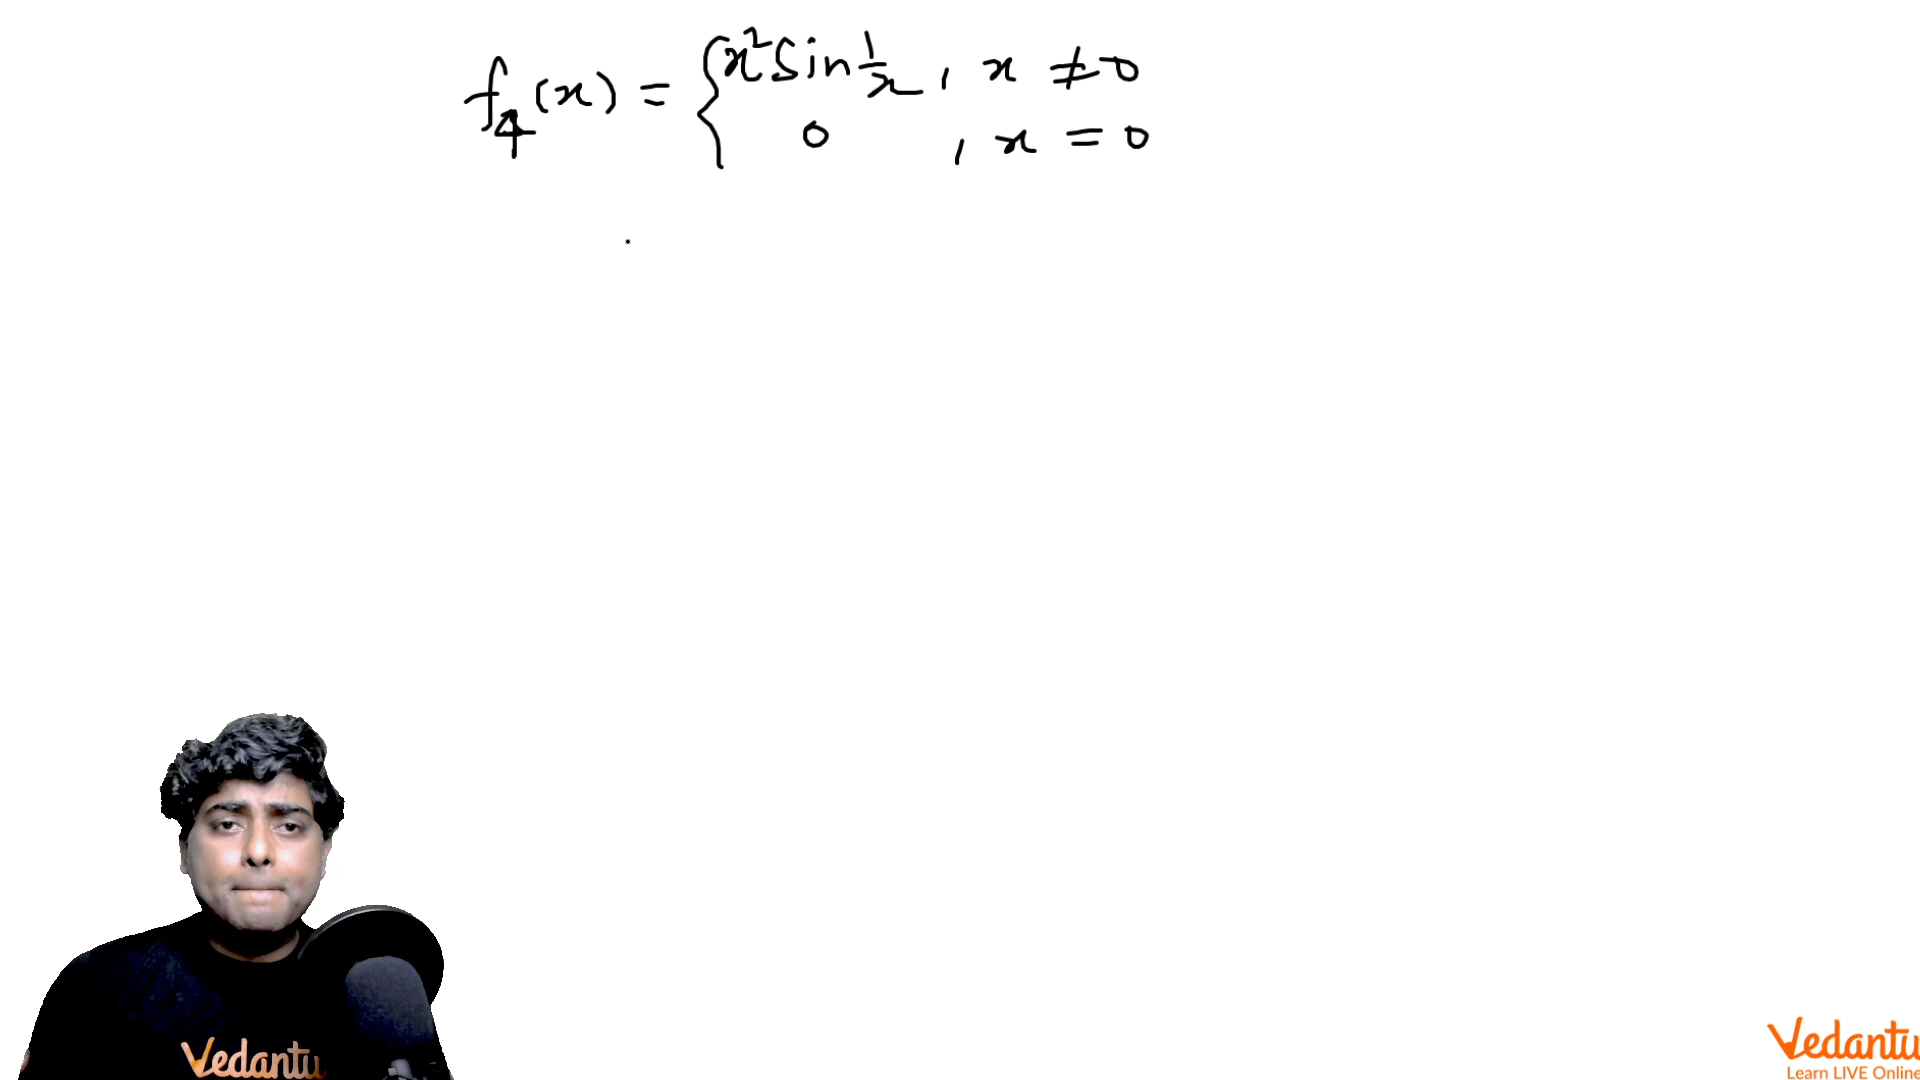 f₄(x) = { x² Sin 1/x , x ≠ 0
0 , x = 0
Vedantu
Vedantu
Learn LIVE Online